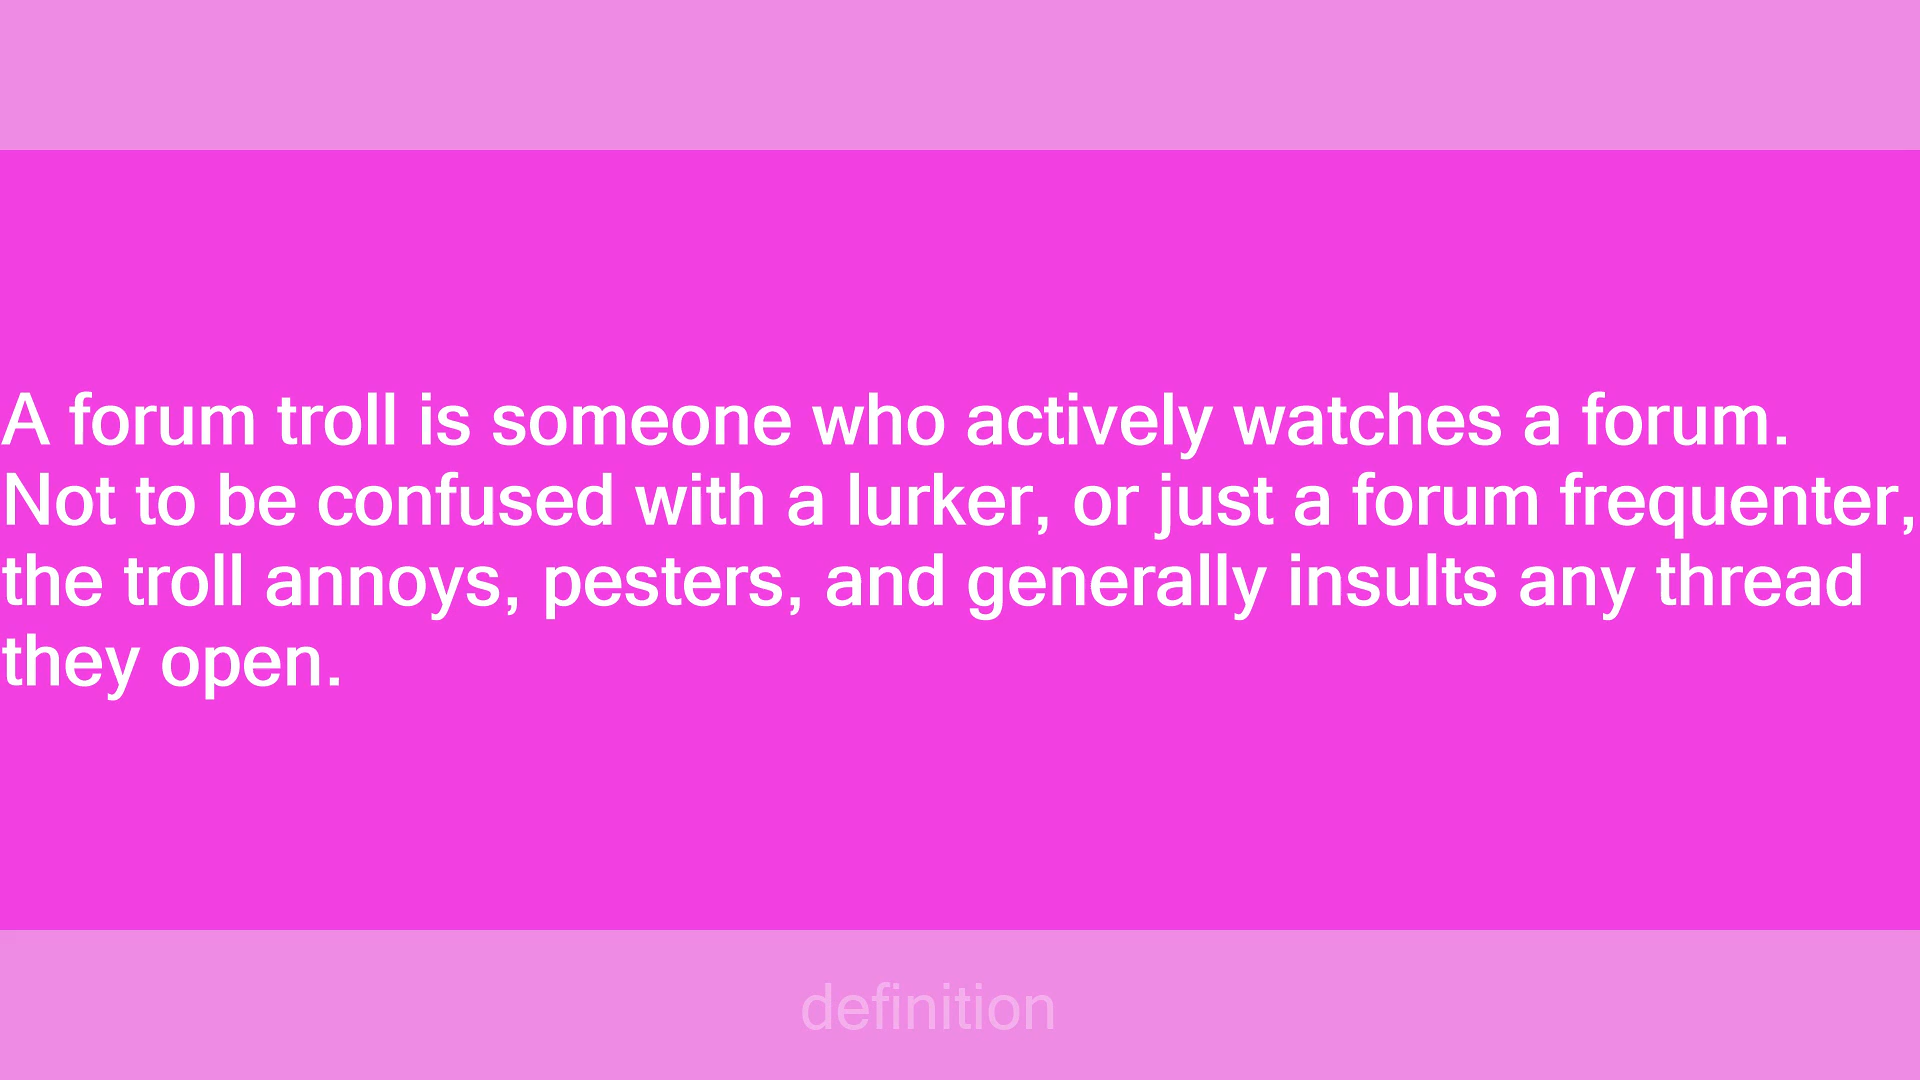 A forum troll is someone who actively watches a forum.
Not to be confused with a lurker, or just a forum frequenter,
the troll annoys, pesters, and generally insults any thread
they open.
definition